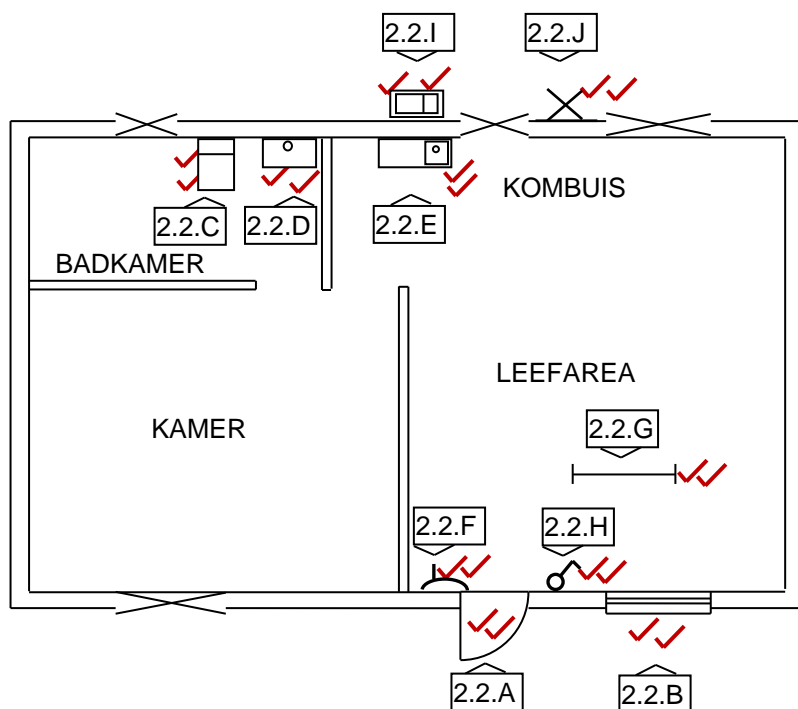 2.2.I
2.2.J
KOMBUIS
2.2.C
2.2.D
2.2.E
BADKAMER
LEEFAREA
KAMER
2.2.G
2.2.F
2.2.H
2.2.A
2.2.B